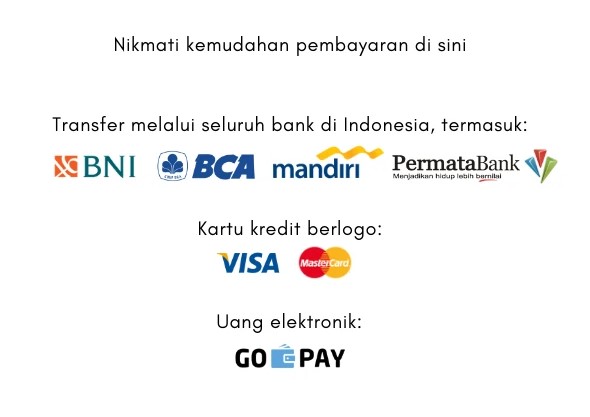 Nikmati kemudahan pembayaran di sini
Transfer melalui seluruh bank di Indonesia, termasuk:
BNI BCA mandiri PermataBank
Menjadikan hidup lebih bernilai
Kartu kredit berlogo:
VISA MasterCard
Uang elektronik:
GO PAY